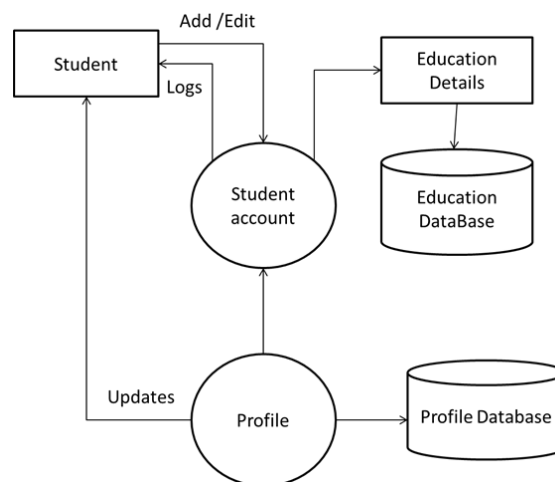 Add /Edit
Student
Logs
Education
Details
Student
account
Education
DataBase
Updates
Profile
Profile Database